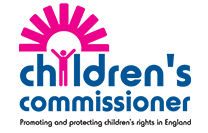 children's
commissioner
Promoting and protecting children's rights in England